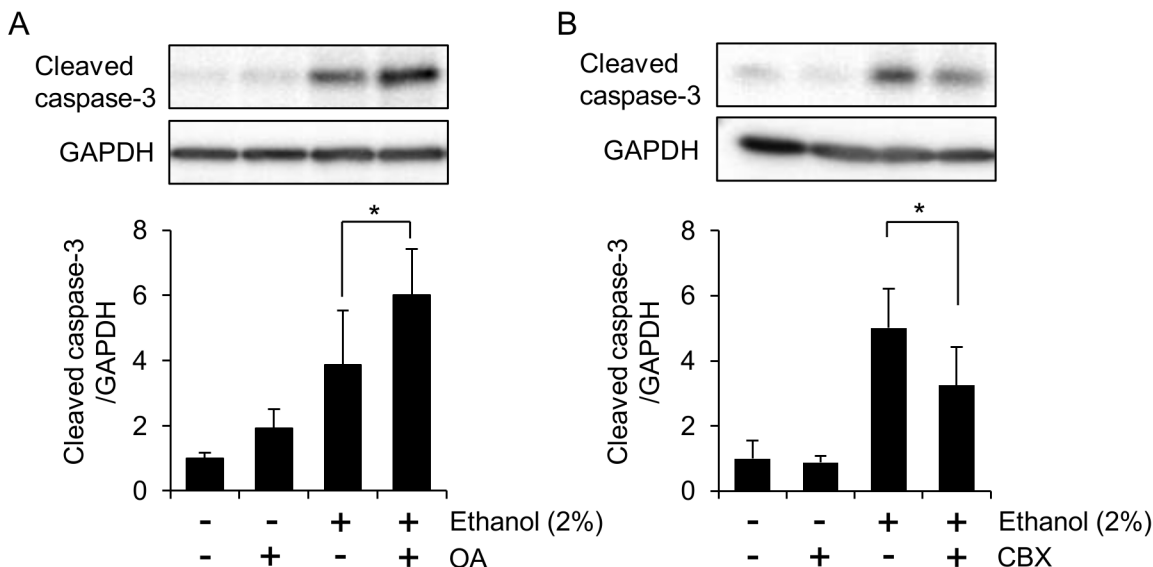 A
Cleaved
caspase-3
GAPDH
*
Cleaved caspase-3
/GAPDH
8
6
4
2
0
- - + + Ethanol (2%)
- + - + OA
B
Cleaved
caspase-3
GAPDH
*
Cleaved caspase-3
/GAPDH
8
6
4
2
0
- - + + Ethanol (2%)
- + - + CBX